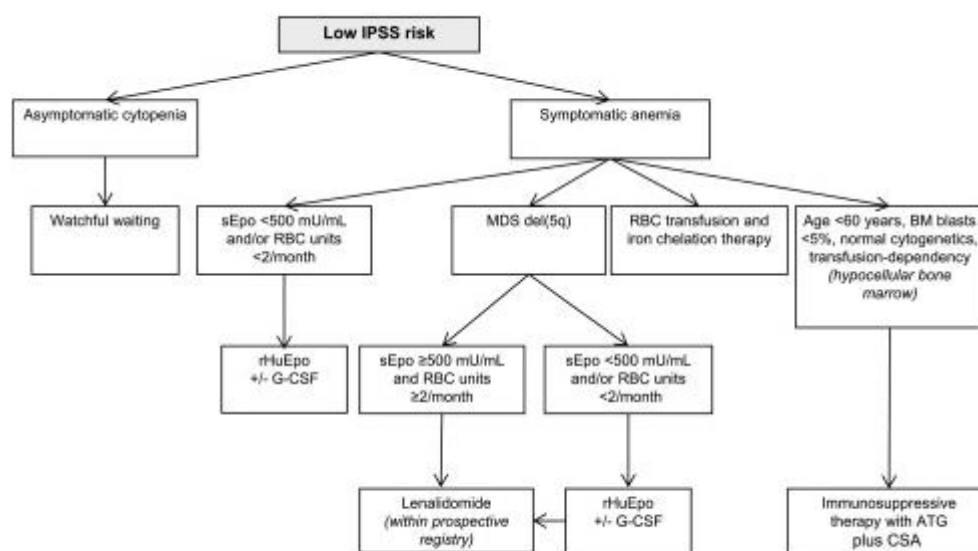 Low IPSS risk
Asymptomatic cytopenia
Symptomatic anemia
Watchful waiting
sEpo <500 mU/mL
and/or RBC units
<2/month
MDS del(5q)
RBC transfusion and
iron chelation therapy
Age <60 years, BM blasts
<5%, normal cytogenetics,
transfusion-dependency
(hypocellular bone
marrow)
rHuEpo
+/- G-CSF
sEpo ≥500 mU/mL
and RBC units
≥2/month
sEpo <500 mU/mL
and/or RBC units
<2/month
Lenalidomide
(within prospective
registry)
rHuEpo
+/- G-CSF
Immunosuppressive
therapy with ATG
plus CSA